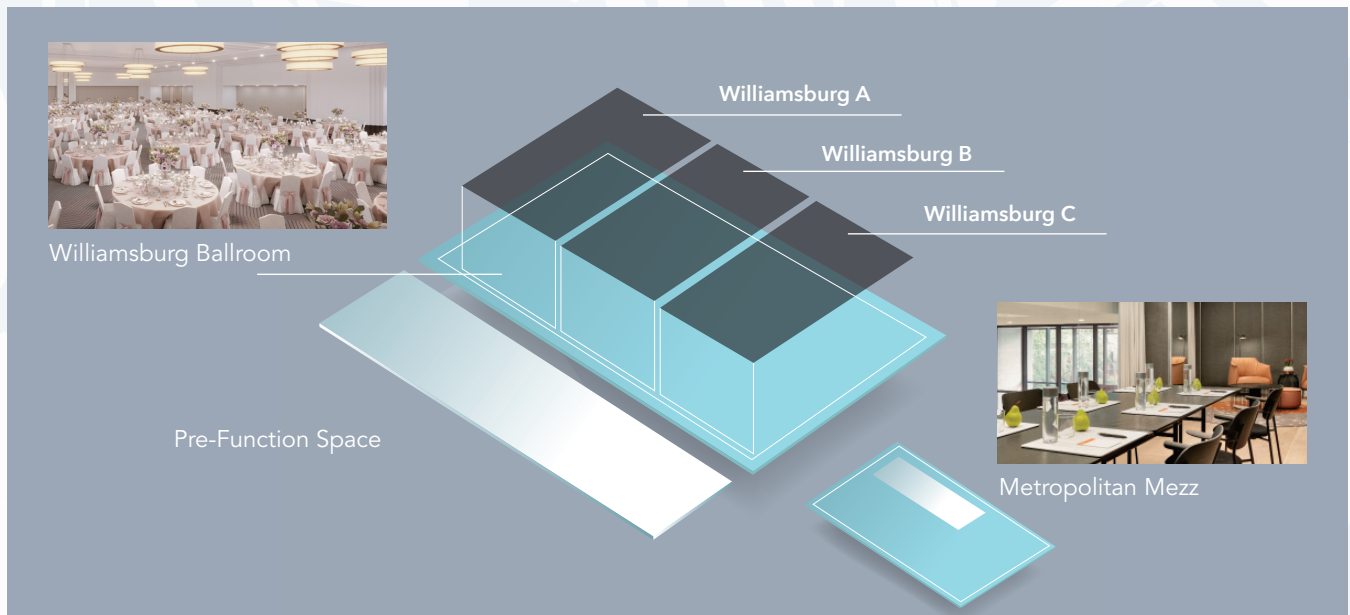 Williamsburg A
Williamsburg B
Williamsburg C
Williamsburg Ballroom
Pre-Function Space
Metropolitan Mezz